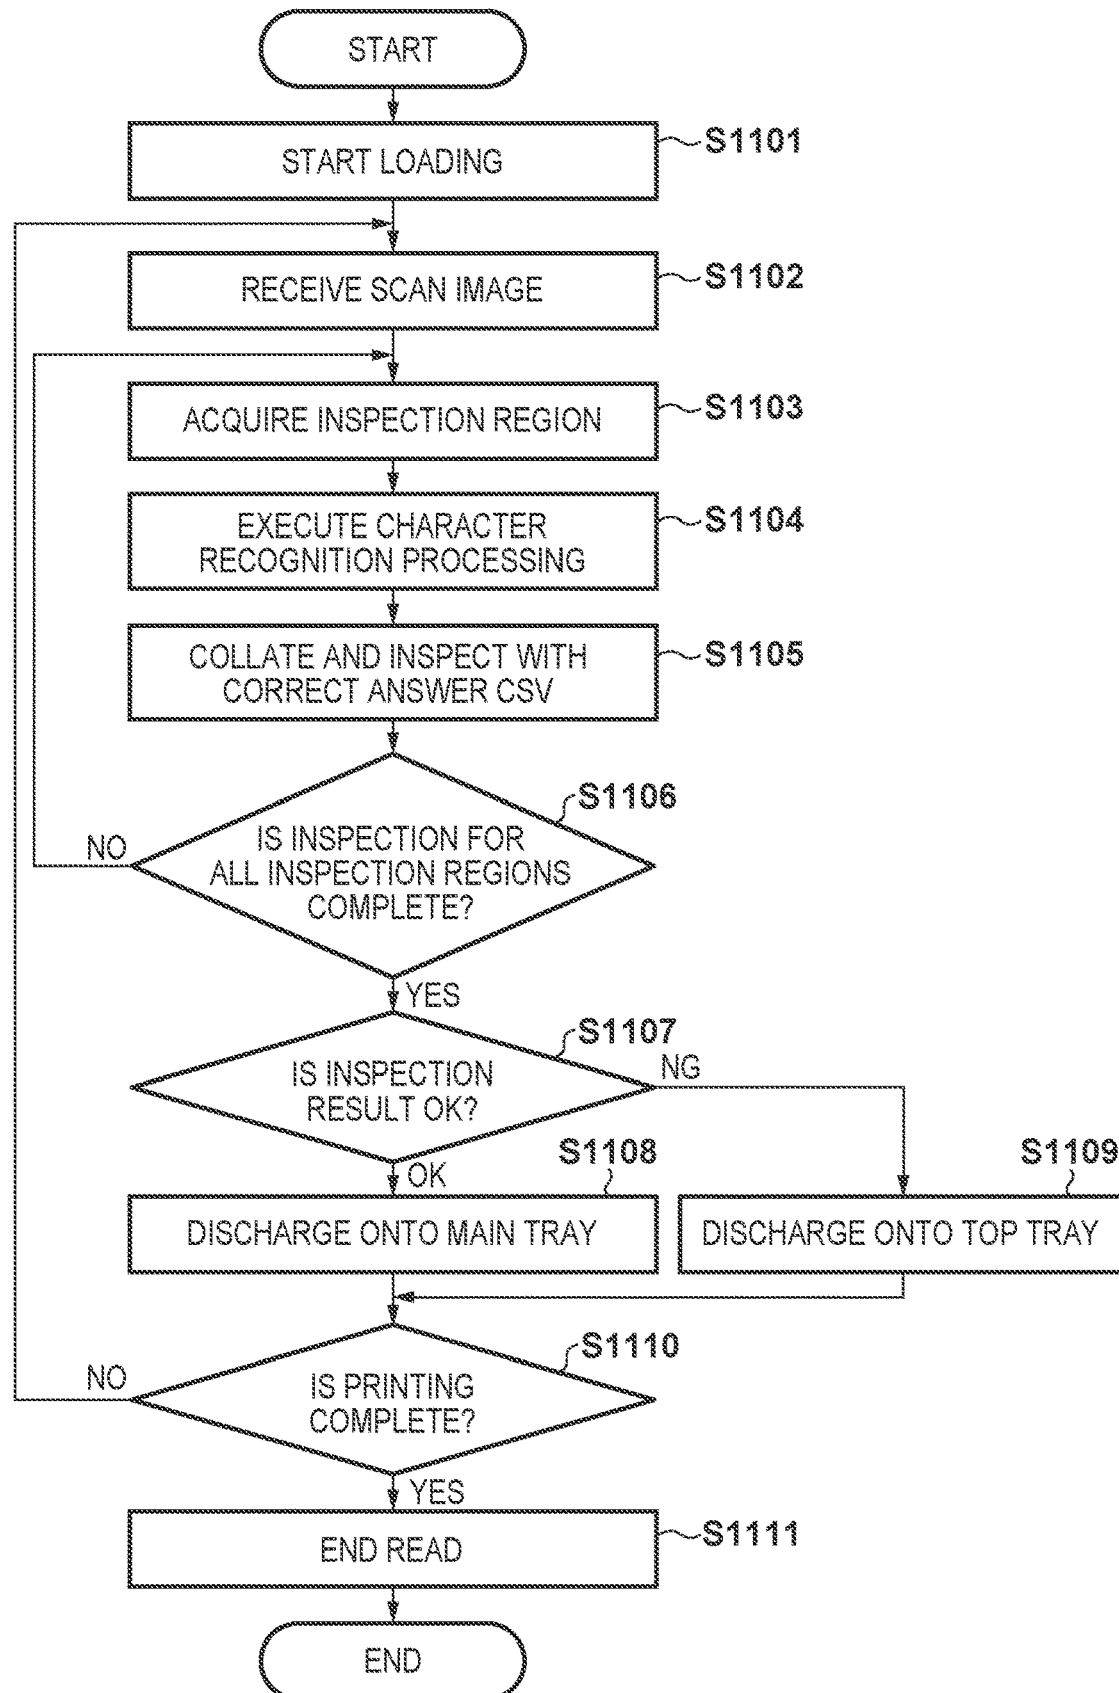 START
START LOADING
S1101
RECEIVE SCAN IMAGE
S1102
ACQUIRE INSPECTION REGION
S1103
EXECUTE CHARACTER
RECOGNITION PROCESSING
S1104
COLLATE AND INSPECT WITH
CORRECT ANSWER CSV
S1105
S1106
NO
IS INSPECTION FOR
ALL INSPECTION REGIONS
COMPLETE?
YES
S1107
IS INSPECTION
RESULT OK?
NG
OK
S1108
S1109
DISCHARGE ONTO MAIN TRAY
DISCHARGE ONTO TOP TRAY
S1110
NO
IS PRINTING
COMPLETE?
YES
END READ
S1111
END